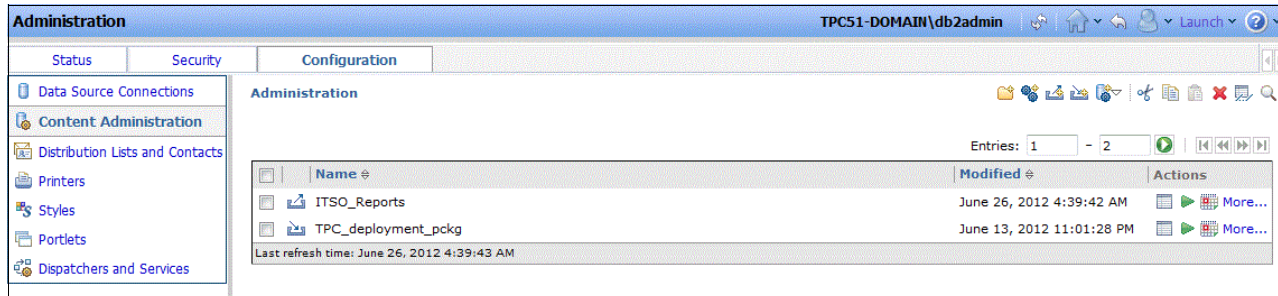 Administration TPC51-DOMAIN\db2admin Launch
Status Security Configuration
Data Source Connections
Content Administration
Distribution Lists and Contacts
Printers
Styles
Portlets
Dispatchers and Services
Administration
Entries: 1 - 2
Name Modified Actions
ITSO_Reports June 26, 2012 4:39:42 AM More...
TPC_deployment_pckg June 13, 2012 11:01:28 PM More...
Last refresh time: June 26, 2012 4:39:43 AM